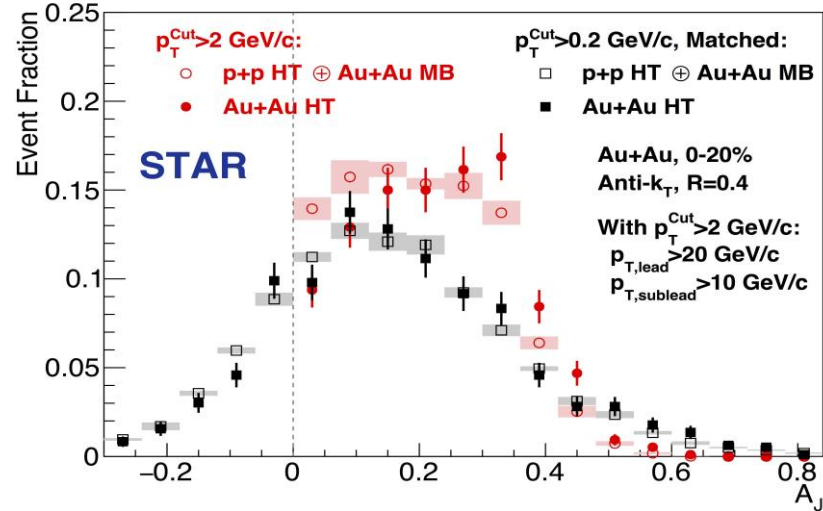 0.25
p_T^Cut>2 GeV/c:
p_T^Cut>0.2 GeV/c, Matched:
p+p HT ⊕ Au+Au MB
p+p HT ⊕ Au+Au MB
Au+Au HT
Au+Au HT
0.2
Event Fraction
STAR
Au+Au, 0-20%
Anti-k_T, R=0.4
0.15
With p_T^Cut>2 GeV/c:
p_T,lead>20 GeV/c
p_T,sublead>10 GeV/c
0.1
0.05
0
−0.2 0 0.2 0.4 0.6 0.8
A_J